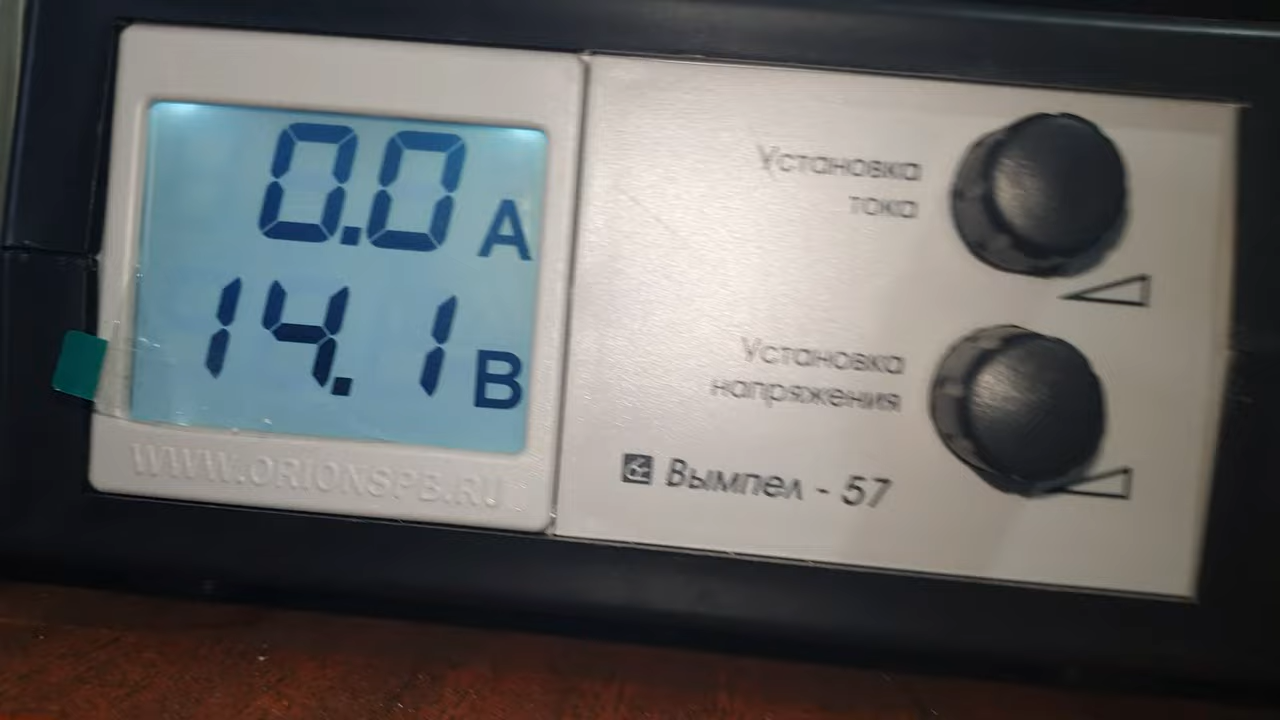 0.0 A
14.1 В
WWW.ORIONSPB.RU
Установка
тока
Установка
напряжения
Вымпел - 57